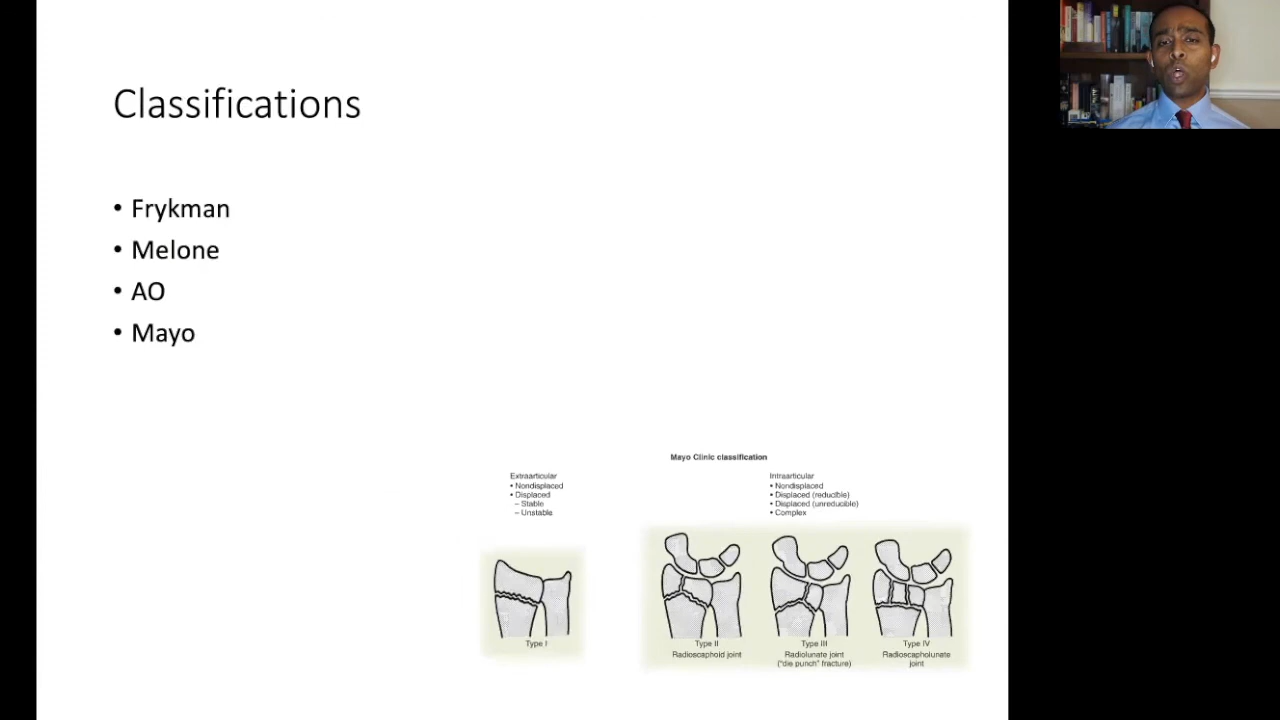 Classifications
• Frykman
• Melone
• AO
• Mayo
Mayo Clinic classification
Extraarticular
• Nondisplaced
• Displaced
– Stable
– Unstable
Intraarticular
• Nondisplaced
• Displaced (reducible)
• Displaced (unreducible)
• Complex
Type I
Type II
Radioscaphoid joint
Type III
Radiolunate joint
("die punch" fracture)
Type IV
Radioscapholunate
joint